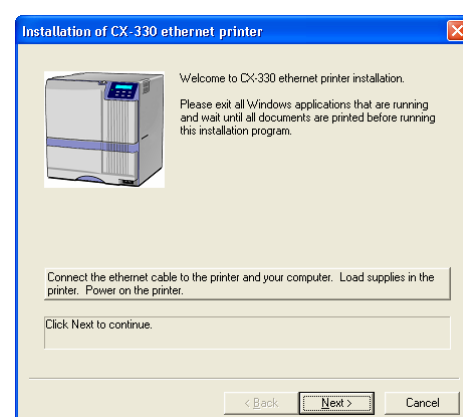 Installation of CX-330 ethernet printer
Welcome to CX-330 ethernet printer installation.
Please exit all Windows applications that are running
and wait until all documents are printed before running
this installation program.
Connect the ethernet cable to the printer and your computer. Load supplies in the
printer. Power on the printer.
Click Next to continue.
< Back Next > Cancel